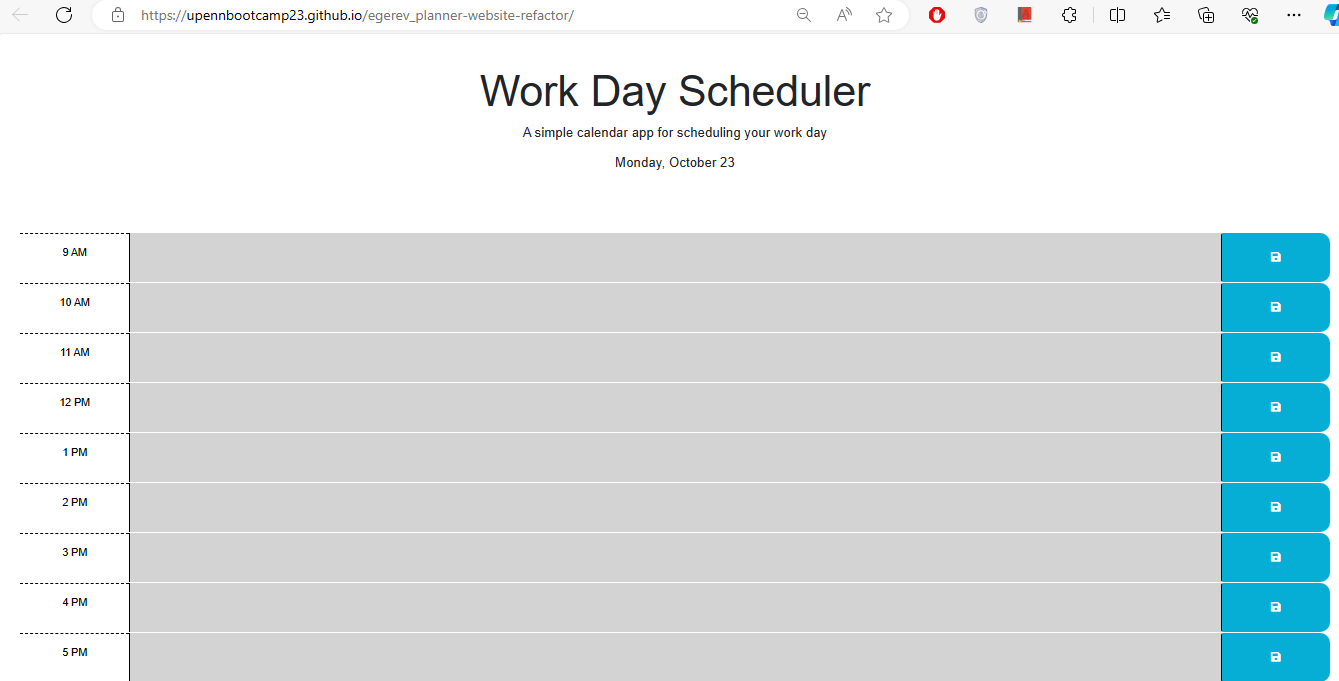 https://upennbootcamp23.github.io/egerev_planner-website-refactor/
Work Day Scheduler
A simple calendar app for scheduling your work day
Monday, October 23
9 AM
10 AM
11 AM
12 PM
1 PM
2 PM
3 PM
4 PM
5 PM